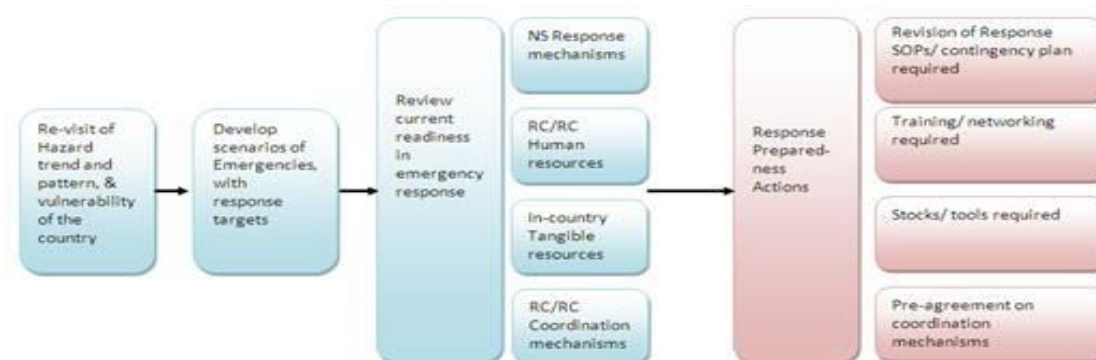 Re-visit of
Hazard
trend and
pattern, &
vulnerability
of the
country
Develop
scenarios of
Emergencies,
with
response
targets
Review
current
readiness
in
emergency
response
NS Response
mechanisms
RC/RC
Human
resources
In-country
Tangible
resources
RC/RC
Coordination
mechanisms
Response
Prepared-
ness
Actions
Revision of Response
SOPs/ contingency plan
required
Training/ networking
required
Stocks/ tools required
Pre-agreement on
coordination
mechanisms